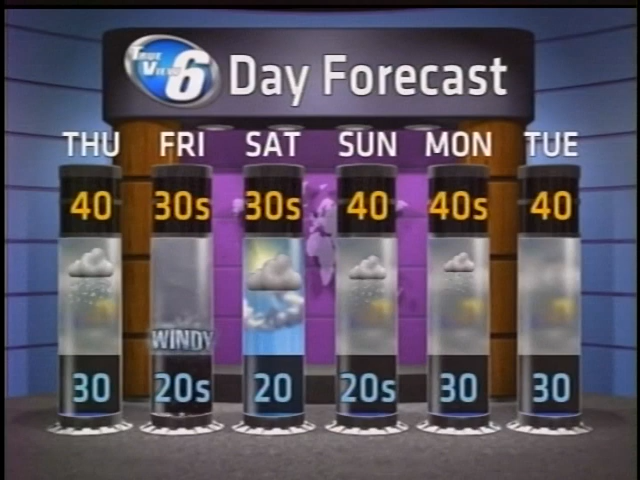 TRUE VIEW 6 Day Forecast
THU FRI SAT SUN MON TUE
40 30s 30s 40 40s 40
WINDY
30 20s 20 20s 30 30